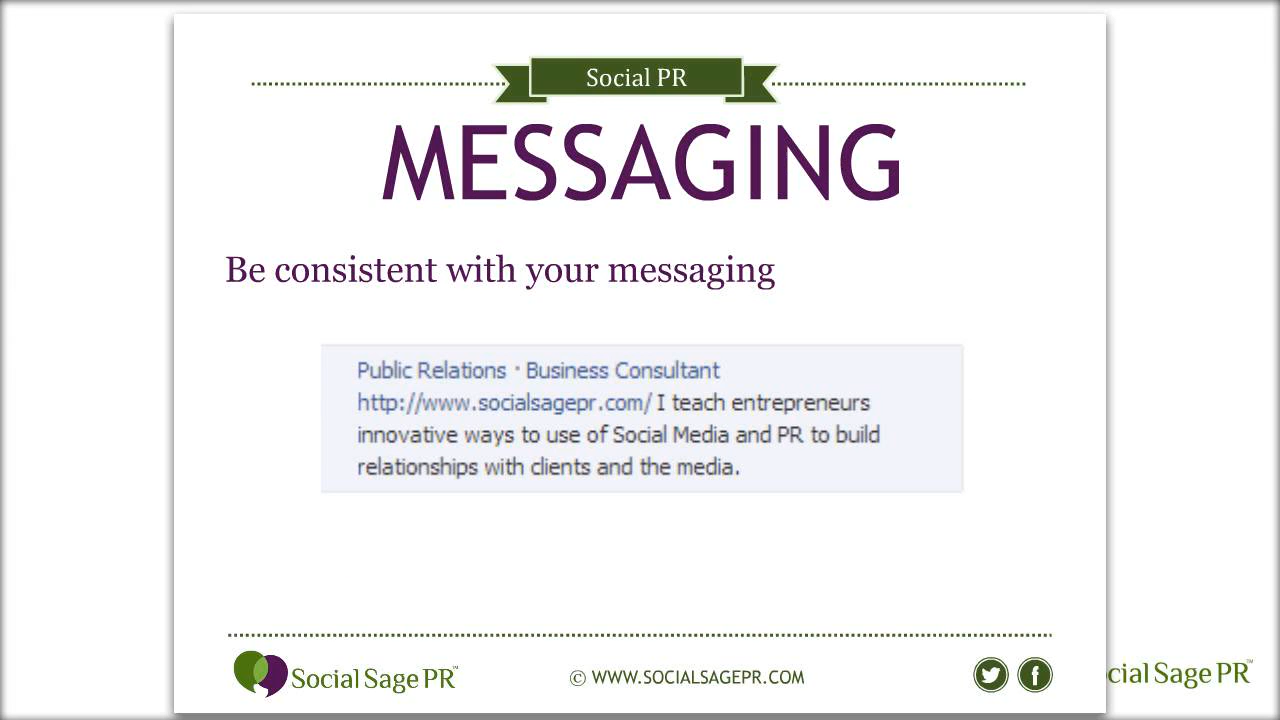 Social PR
MESSAGING
Be consistent with your messaging
Public Relations · Business Consultant
http://www.socialsagepr.com/ I teach entrepreneurs
innovative ways to use of Social Media and PR to build
relationships with clients and the media.
Social Sage PR™
© WWW.SOCIALSAGEPR.COM
cial Sage PR™